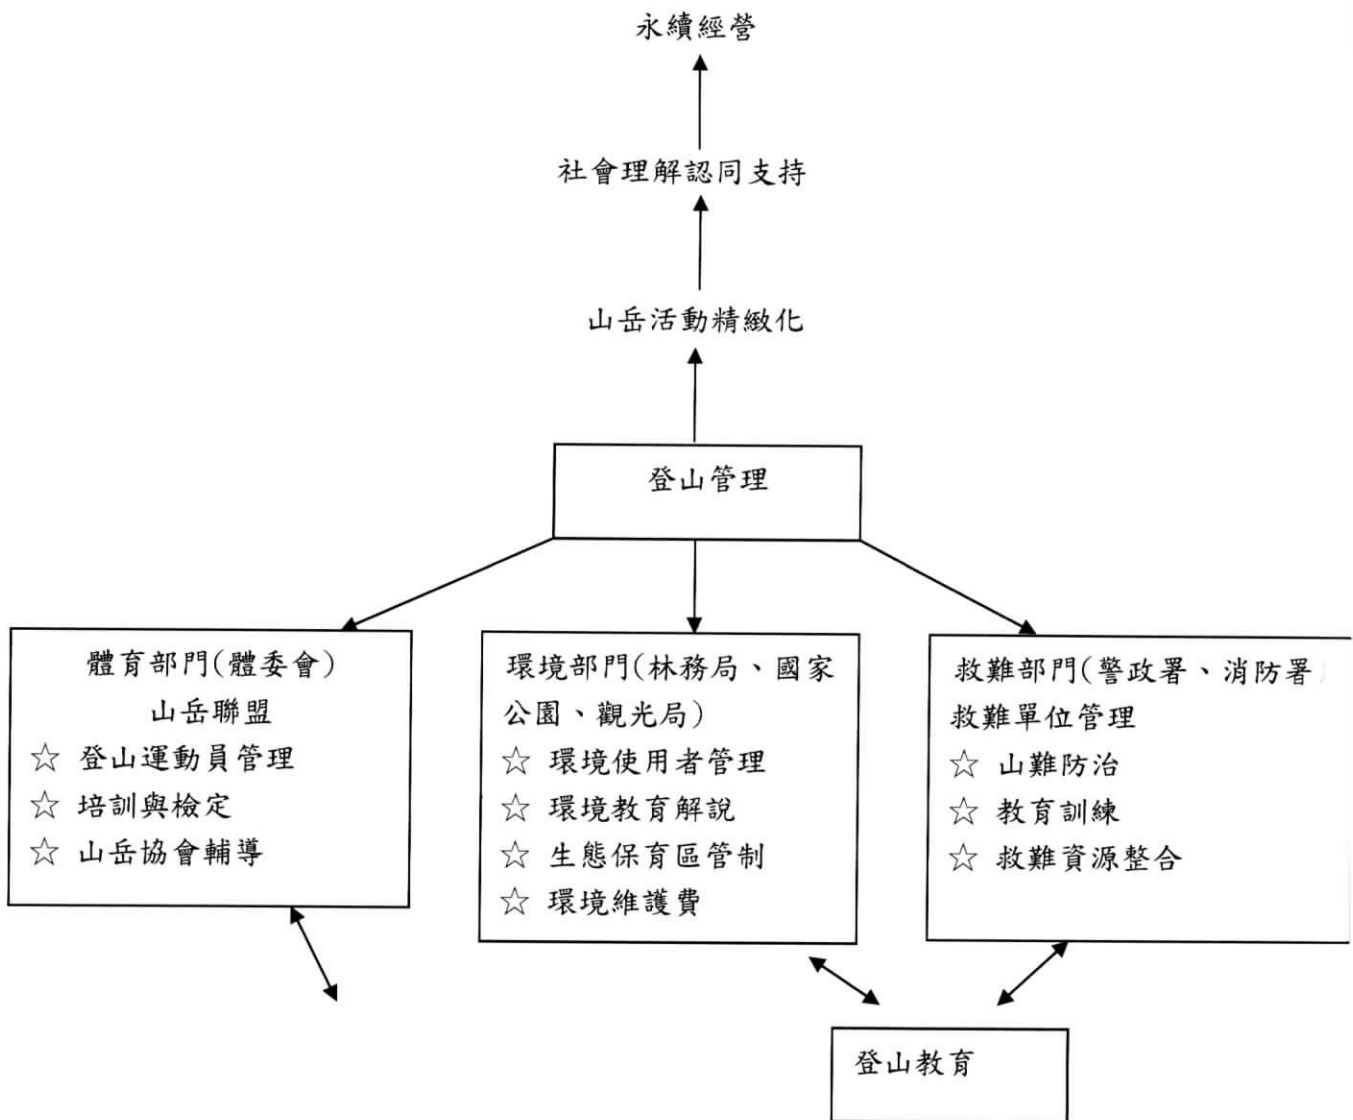 永續經營
社會理解認同支持
山岳活動精緻化
登山管理
體育部門(體委會)
山岳聯盟
☆ 登山運動員管理
☆ 培訓與檢定
☆ 山岳協會輔導
環境部門(林務局、國家
公園、觀光局)
☆ 環境使用者管理
☆ 環境教育解說
☆ 生態保育區管制
☆ 環境維護費
救難部門(警政署、消防署
救難單位管理
☆ 山難防治
☆ 教育訓練
☆ 救難資源整合
登山教育